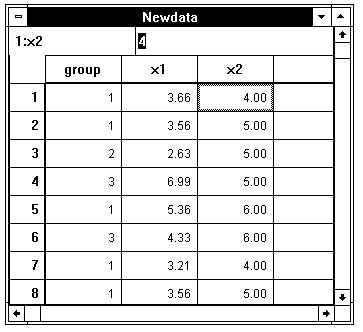 Newdata
1:x2 4
group x1 x2
1 1 3.66 4.00
2 1 3.56 5.00
3 2 2.63 5.00
4 3 6.99 5.00
5 1 5.36 6.00
6 3 4.33 6.00
7 1 3.21 4.00
8 1 3.56 5.00